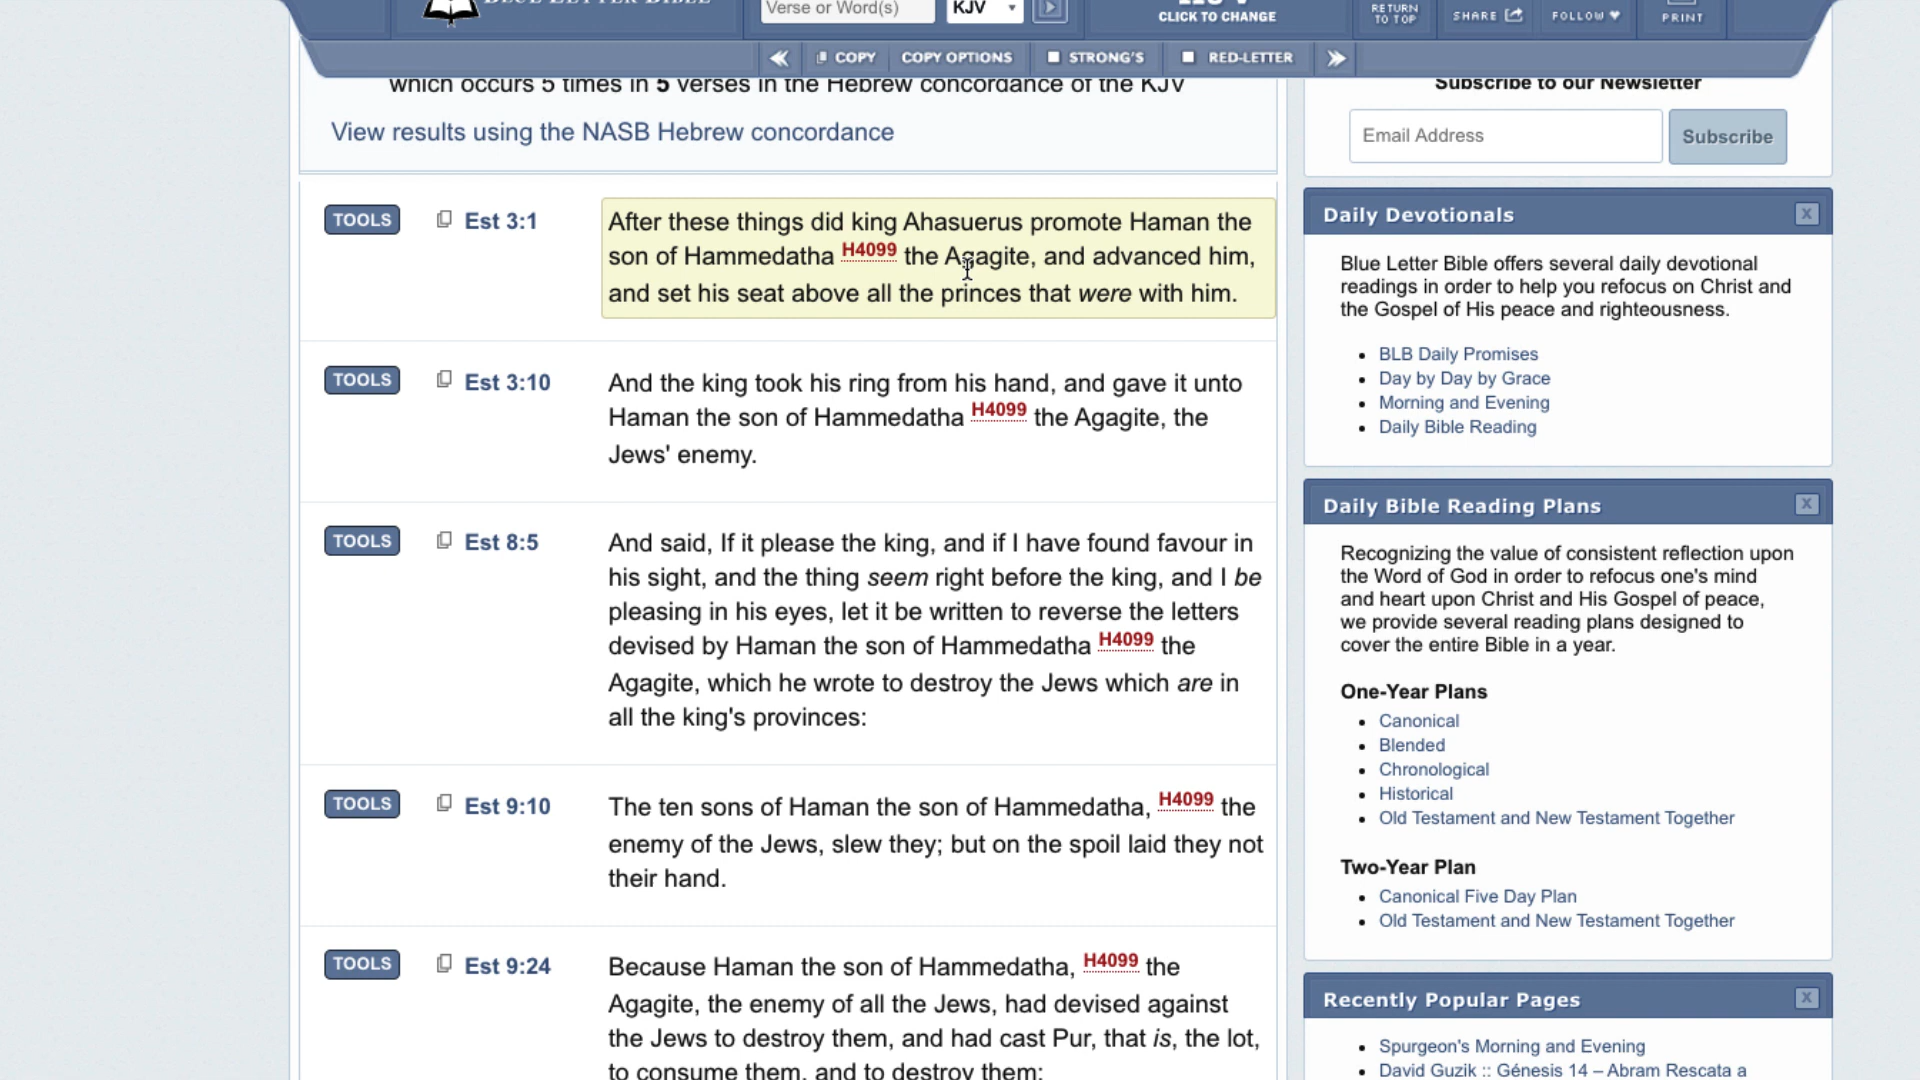 Verse or Word(s)
KJV
CLICK TO CHANGE
RETURN
TO TOP
SHARE
FOLLOW
PRINT
COPY
COPY OPTIONS
STRONG'S
RED-LETTER
which occurs 5 times in 5 verses in the Hebrew concordance of the KJV
View results using the NASB Hebrew concordance
TOOLS
Est 3:1
After these things did king Ahasuerus promote Haman the
son of Hammedatha H4099 the Agagite, and advanced him,
and set his seat above all the princes that were with him.
TOOLS
Est 3:10
And the king took his ring from his hand, and gave it unto
Haman the son of Hammedatha H4099 the Agagite, the
Jews' enemy.
TOOLS
Est 8:5
And said, If it please the king, and if I have found favour in
his sight, and the thing seem right before the king, and I be
pleasing in his eyes, let it be written to reverse the letters
devised by Haman the son of Hammedatha H4099 the
Agagite, which he wrote to destroy the Jews which are in
all the king's provinces:
TOOLS
Est 9:10
The ten sons of Haman the son of Hammedatha, H4099 the
enemy of the Jews, slew they; but on the spoil laid they not
their hand.
TOOLS
Est 9:24
Because Haman the son of Hammedatha, H4099 the
Agagite, the enemy of all the Jews, had devised against
the Jews to destroy them, and had cast Pur, that is, the lot,
to consume them, and to destroy them;
Subscribe to our Newsletter
Email Address
Subscribe
Daily Devotionals
X
Blue Letter Bible offers several daily devotional
readings in order to help you refocus on Christ and
the Gospel of His peace and righteousness.
BLB Daily Promises
Day by Day by Grace
Morning and Evening
Daily Bible Reading
Daily Bible Reading Plans
X
Recognizing the value of consistent reflection upon
the Word of God in order to refocus one's mind
and heart upon Christ and His Gospel of peace,
we provide several reading plans designed to
cover the entire Bible in a year.
One-Year Plans
Canonical
Blended
Chronological
Historical
Old Testament and New Testament Together
Two-Year Plan
Canonical Five Day Plan
Old Testament and New Testament Together
Recently Popular Pages
X
Spurgeon's Morning and Evening
David Guzik :: Génesis 14 – Abram Rescata a